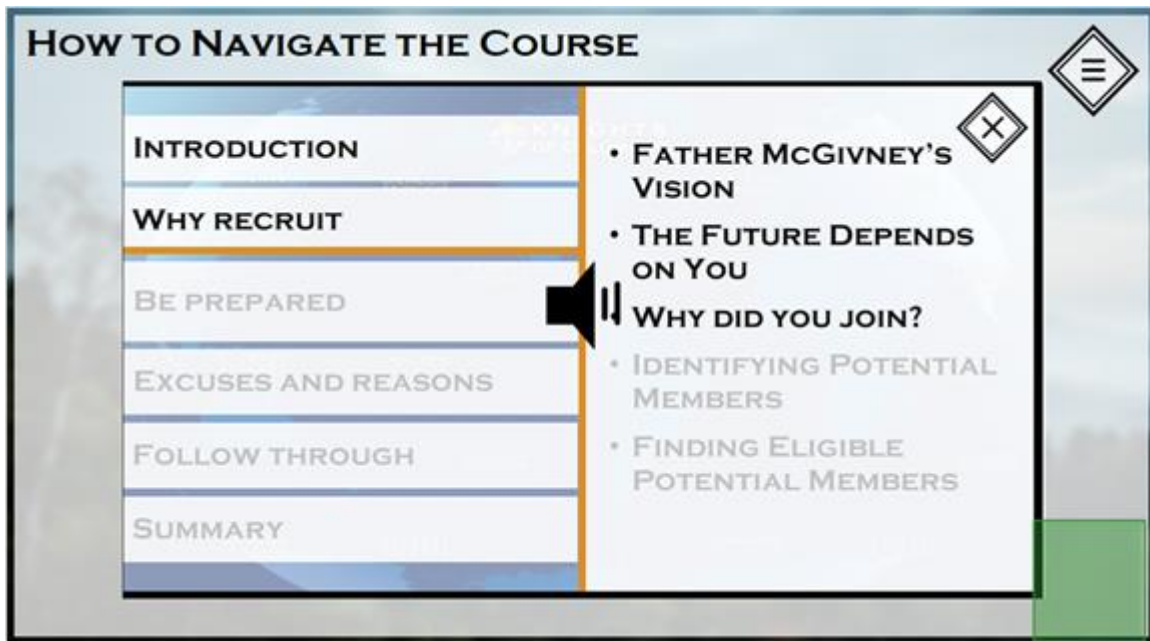 HOW TO NAVIGATE THE COURSE
INTRODUCTION
WHY RECRUIT
BE PREPARED
EXCUSES AND REASONS
FOLLOW THROUGH
SUMMARY
• FATHER MCGIVNEY'S
VISION
• THE FUTURE DEPENDS
ON YOU
WHY DID YOU JOIN?
• IDENTIFYING POTENTIAL
MEMBERS
• FINDING ELIGIBLE
POTENTIAL MEMBERS